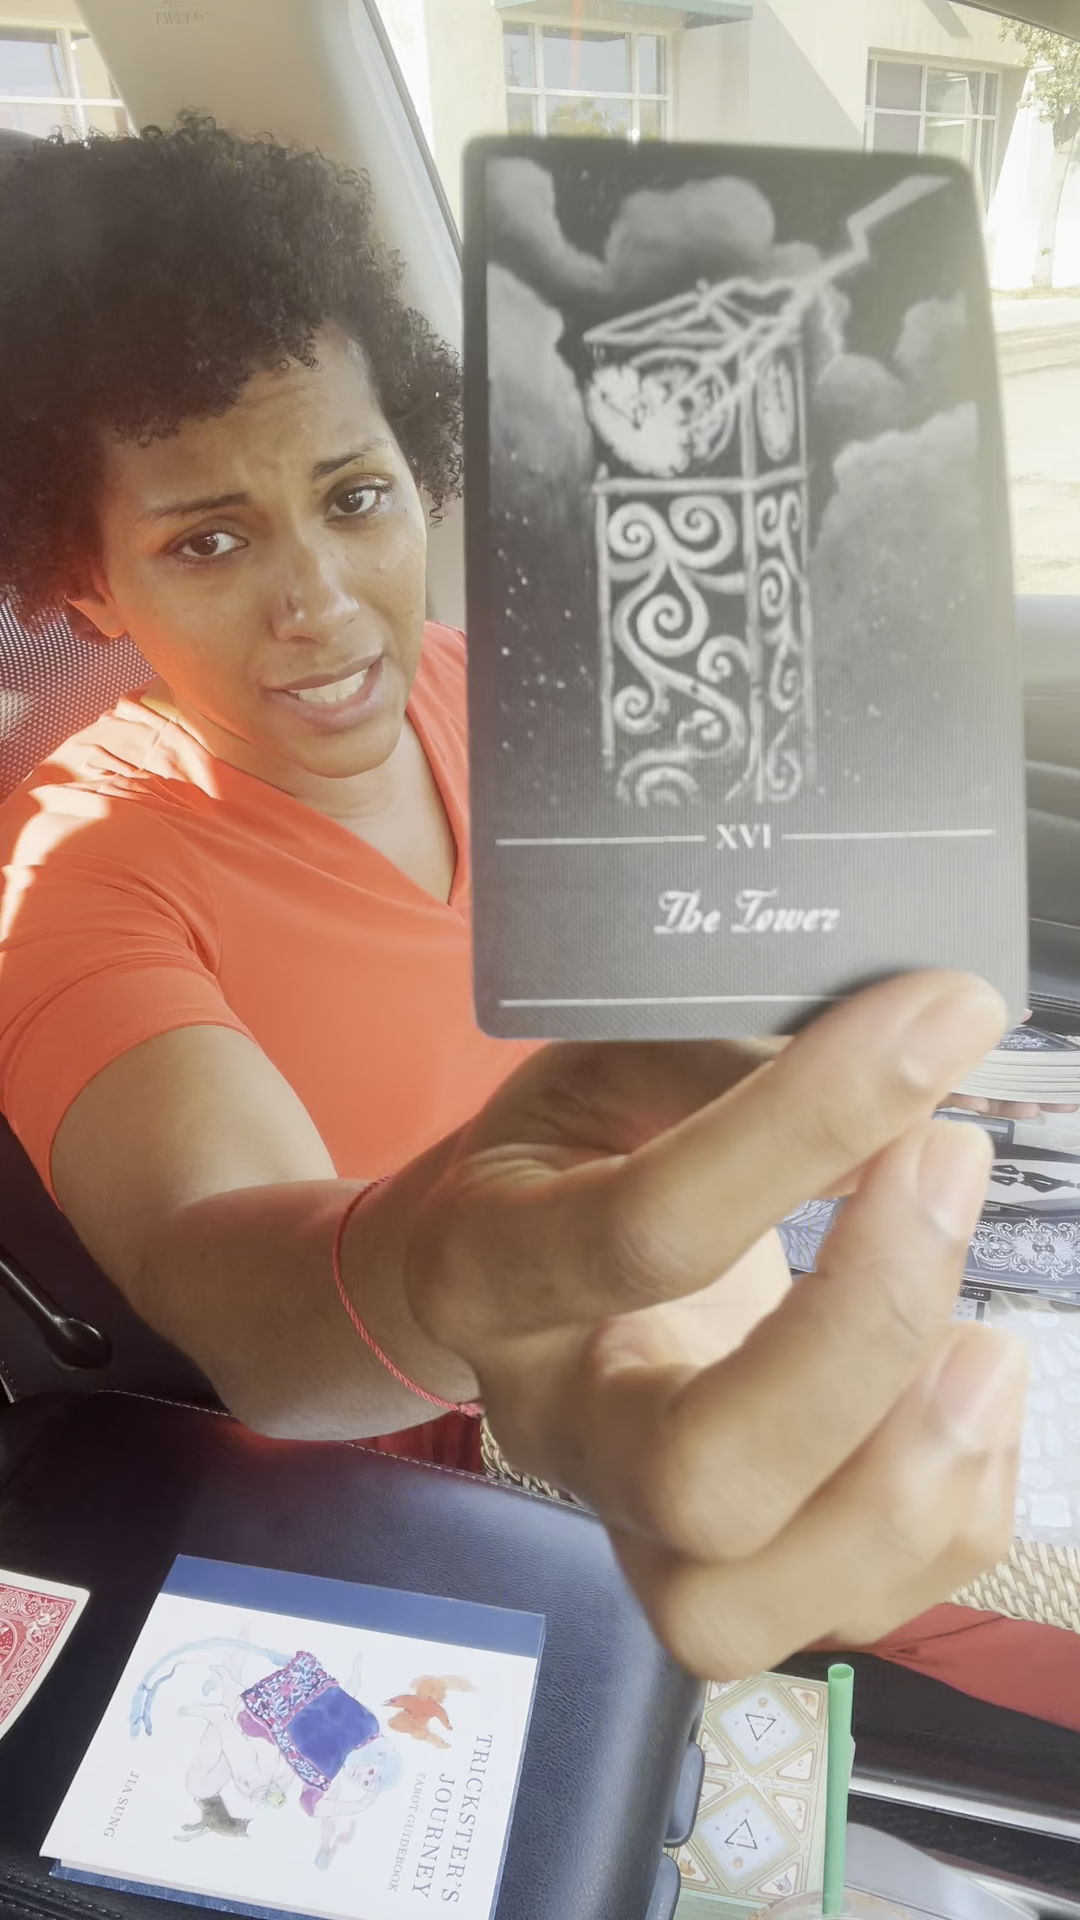 XVI
The Tower
TRICKSTER'S
JOURNEY
TAROT GUIDEBOOK
JIA SUNG